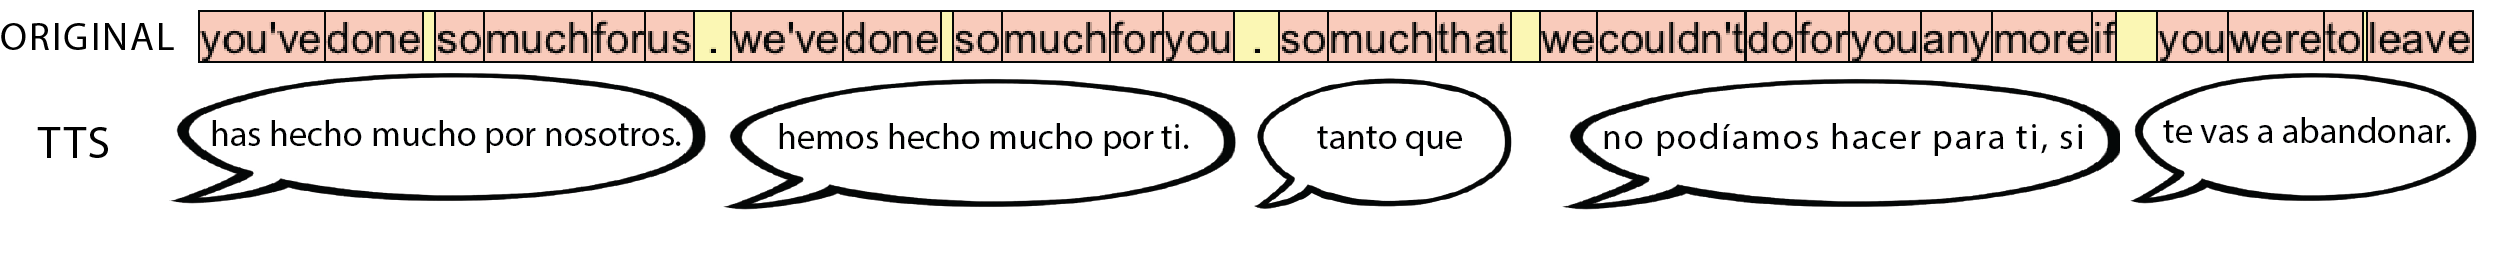 ORIGINAL you've done so much for us . we've done so much for you . so much that we couldn't do for you any more if you were to leave
TTS has hecho mucho por nosotros. hemos hecho mucho por ti. tanto que no podíamos hacer para ti, si te vas a abandonar.